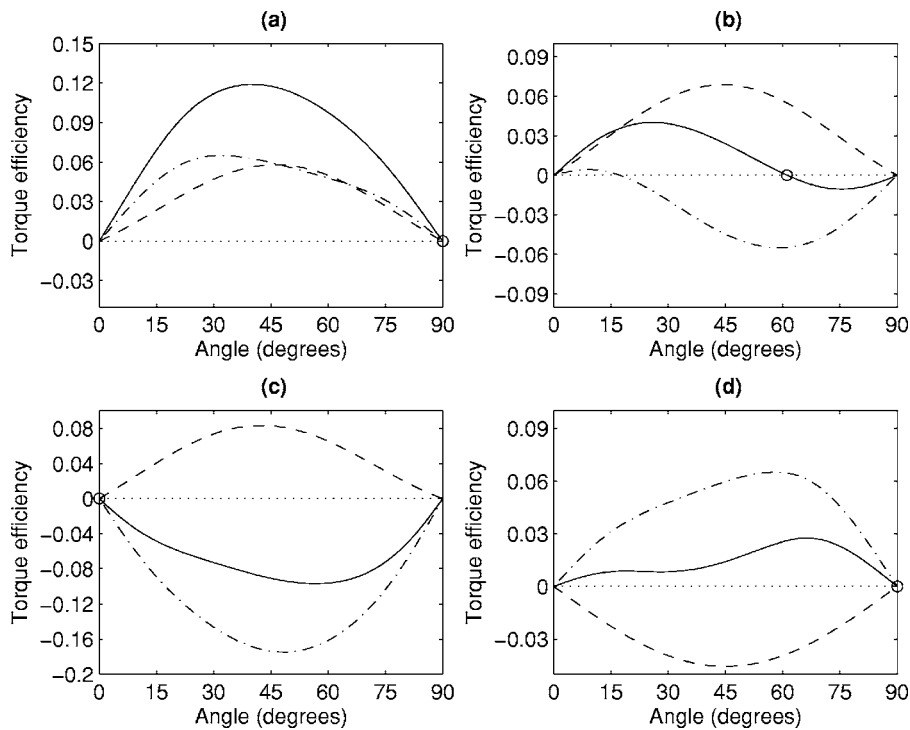 (a)
Torque efficiency
0.15
0.12
0.09
0.06
0.03
0
−0.03
0 15 30 45 60 75 90
Angle (degrees)
(b)
Torque efficiency
0.09
0.06
0.03
0
−0.03
−0.06
−0.09
0 15 30 45 60 75 90
Angle (degrees)
(c)
Torque efficiency
0.08
0.04
0
−0.04
−0.08
−0.12
−0.16
−0.2
0 15 30 45 60 75 90
Angle (degrees)
(d)
Torque efficiency
0.09
0.06
0.03
0
−0.03
0 15 30 45 60 75 90
Angle (degrees)